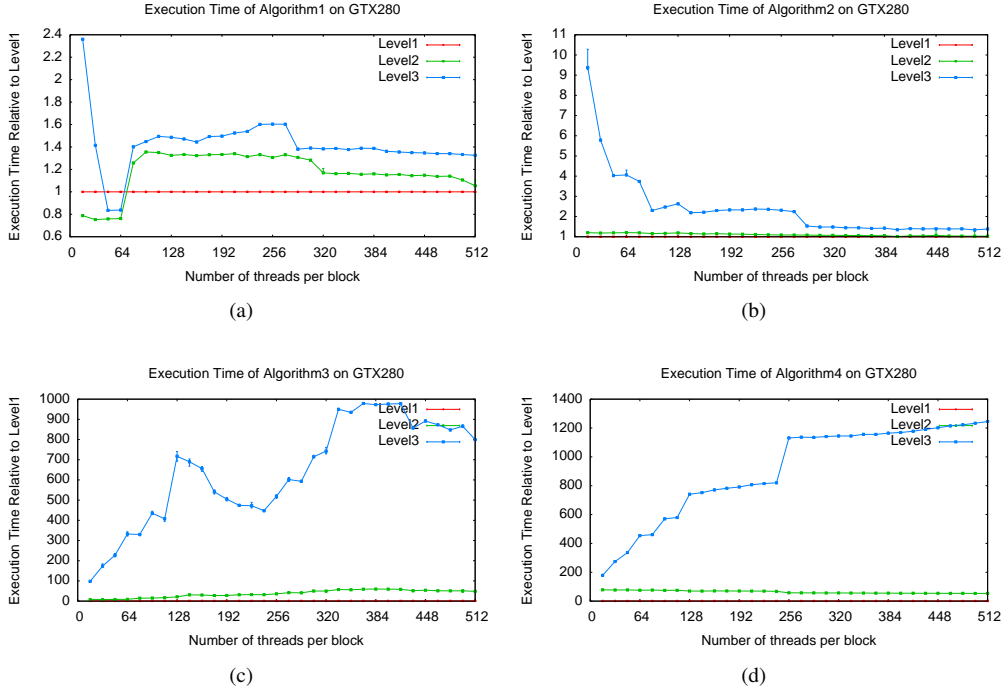 Execution Time of Algorithm1 on GTX280
Execution Time Relative to Level1
2.4
2.2
2
1.8
1.6
1.4
1.2
1
0.8
0.6
Level1
Level2
Level3
0 64 128 192 256 320 384 448 512
Number of threads per block
(a)
Execution Time of Algorithm2 on GTX280
Execution Time Relative to Level1
11
10
9
8
7
6
5
4
3
2
1
Level1
Level2
Level3
0 64 128 192 256 320 384 448 512
Number of threads per block
(b)
Execution Time of Algorithm3 on GTX280
Execution Time Relative to Level1
1000
900
800
700
600
500
400
300
200
100
0
Level1
Level2
Level3
0 64 128 192 256 320 384 448 512
Number of threads per block
(c)
Execution Time of Algorithm4 on GTX280
Execution Time Relative to Level1
1400
1200
1000
800
600
400
200
0
Level1
Level2
Level3
0 64 128 192 256 320 384 448 512
Number of threads per block
(d)